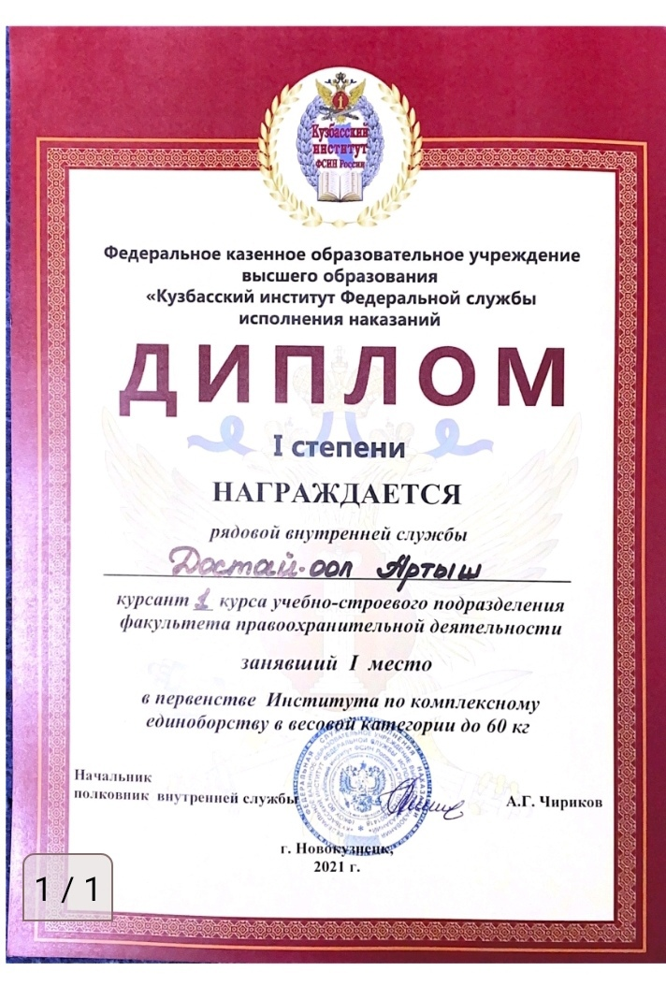 1
Кузбасский
институт
ФСИН России
Федеральное казенное образовательное учреждение
высшего образования
«Кузбасский институт Федеральной службы
исполнения наказаний
ДИПЛОМ
I степени
НАГРАЖДАЕТСЯ
рядовой внутренней службы
Достай-оол Артыш
курсант 1 курса учебно-строевого подразделения
факультета правоохранительной деятельности
занявший I место
в первенстве Института по комплексному
единоборству в весовой категории до 60 кг
Начальник
полковник внутренней службы
А.Г. Чириков
г. Новокузнецк,
2021 г.
1 / 1